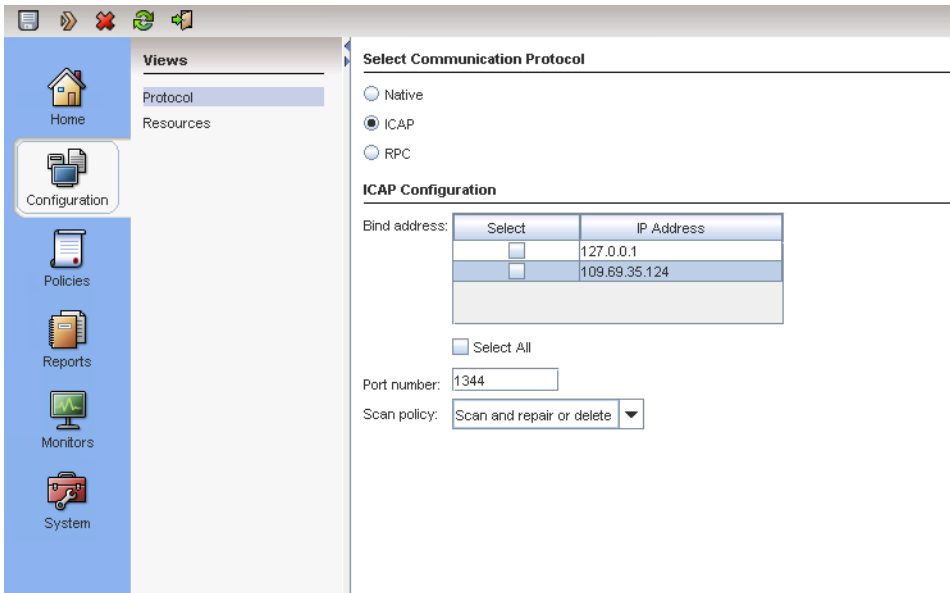 Home
Configuration
Policies
Reports
Monitors
System
Views
Protocol
Resources
Select Communication Protocol
Native
ICAP
RPC
ICAP Configuration
Bind address:
Select IP Address
127.0.0.1
109.69.35.124
Select All
Port number: 1344
Scan policy: Scan and repair or delete